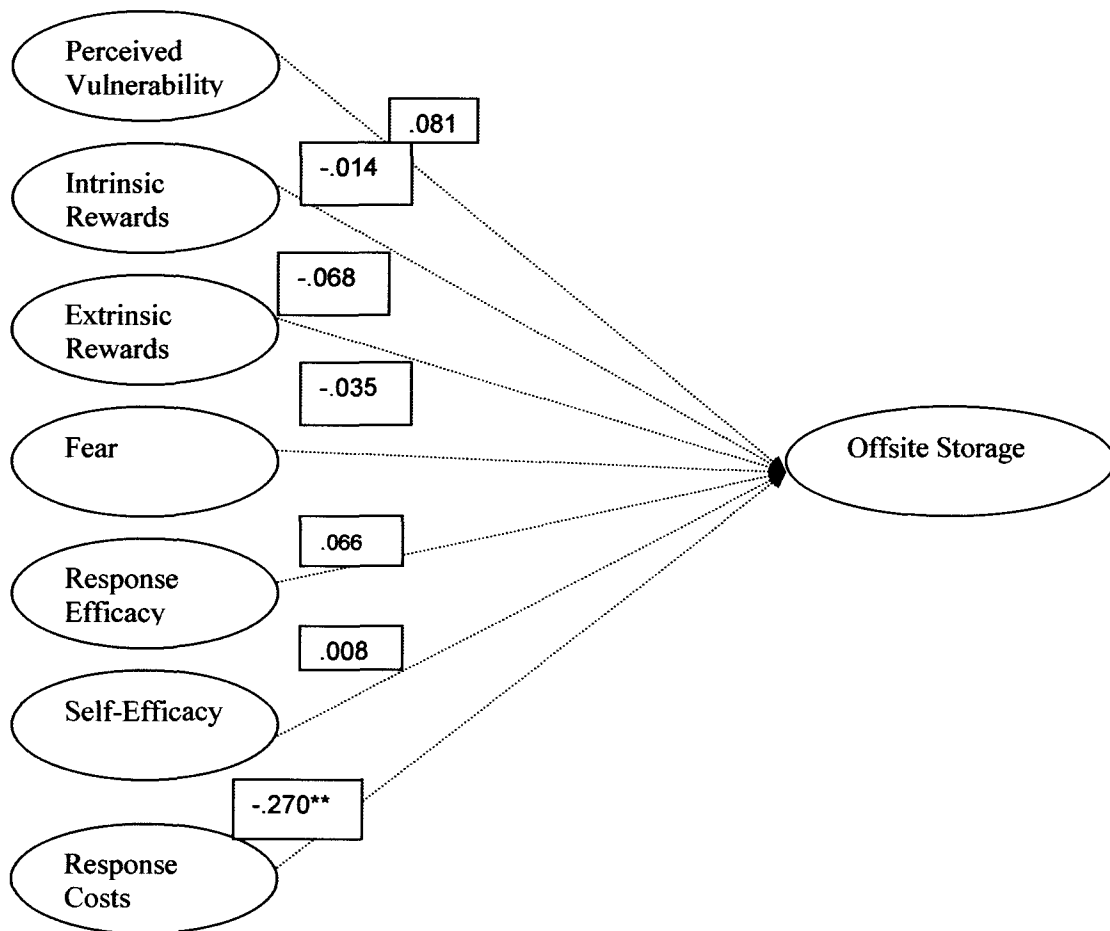 Perceived
Vulnerability
.081
-.014
Intrinsic
Rewards
-.068
Extrinsic
Rewards
-.035
Fear
Offsite Storage
.066
Response
Efficacy
.008
Self-Efficacy
-.270**
Response
Costs